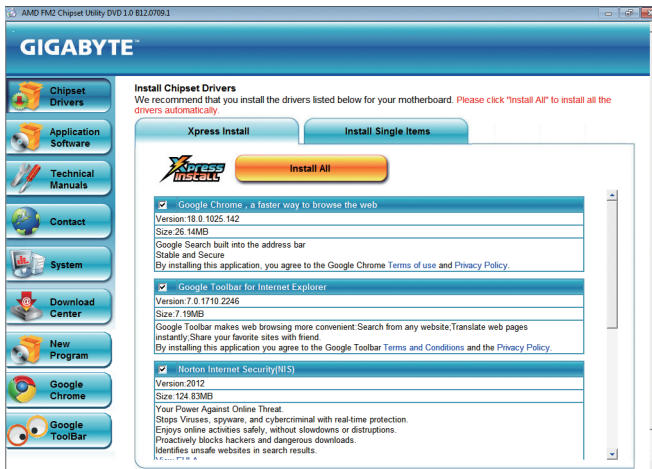 AMD FM2 Chipset Utility DVD 1.0 B12.0709.1
GIGABYTE™
Chipset
Drivers
Application
Software
Technical
Manuals
Contact
System
Download
Center
New
Program
Google
Chrome
Google
ToolBar
Install Chipset Drivers
We recommend that you install the drivers listed below for your motherboard. Please click "Install All" to install all the
drivers automatically.
Xpress Install
Install Single Items
Xpress
Install
Install All
Google Chrome , a faster way to browse the web
Version:18.0.1025.142
Size:26.14MB
Google Search built into the address bar
Stable and Secure
By installing this application, you agree to the Google Chrome Terms of use and Privacy Policy.
Google Toolbar for Internet Explorer
Version:7.0.1710.2246
Size:7.19MB
Google Toolbar makes web browsing more convenient:Search from any website;Translate web pages
instantly;Share your favorite sites with friend.
By installing this application you agree to the Google Toolbar Terms and Conditions and the Privacy Policy.
Norton Internet Security(NIS)
Version:2012
Size:124.83MB
Your Power Against Online Threat.
Stops Viruses, spyware, and cybercriminal with real-time protection.
Enjoys online activities safely, without slowdowns or distruptions.
Proactively blocks hackers and dangerous downloads.
Identifies unsafe websites in search results.
View EULA